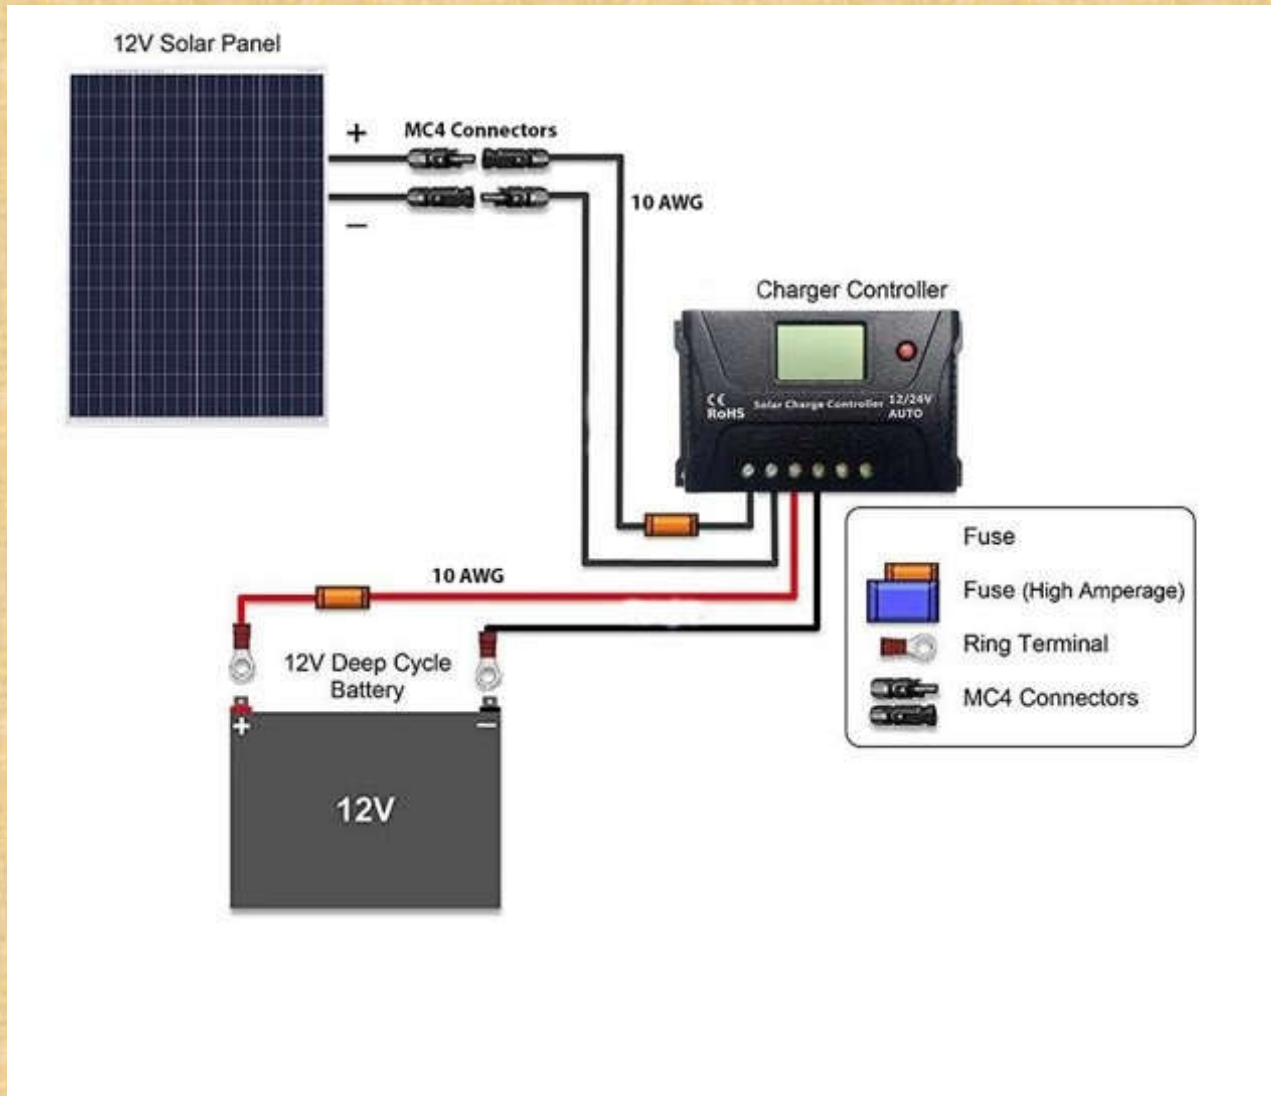 12V Solar Panel
+
MC4 Connectors
−
10 AWG
Charger Controller
CE
RoHS
Solar Charge Controller
12/24V
AUTO
10 AWG
12V Deep Cycle
Battery
+
−
12V
Fuse
Fuse (High Amperage)
Ring Terminal
MC4 Connectors